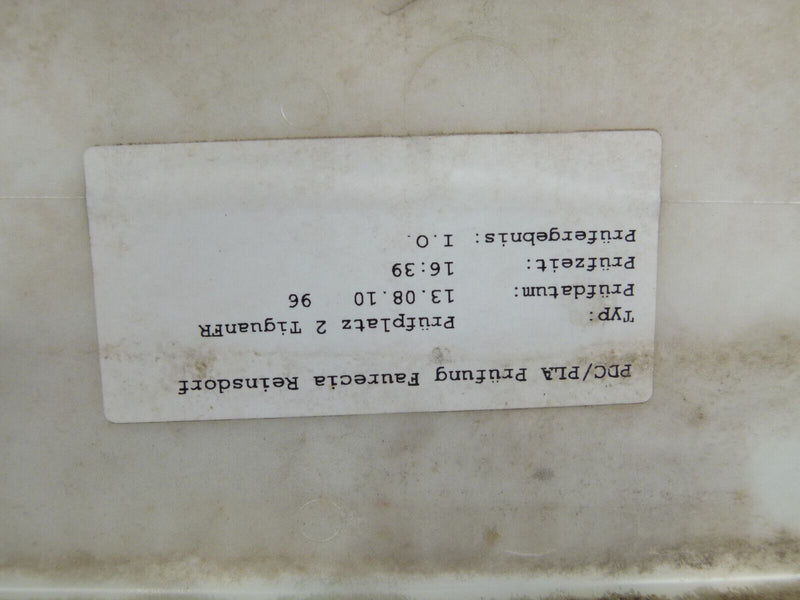 PDC/PLA Prüfung Faurecia Reinsdorf
Typ: Prüfplatz 2 TiguanFR
Prüfdatum: 13.08.10 96
Prüfzeit: 16:39
Prüfergebnis: I.O.